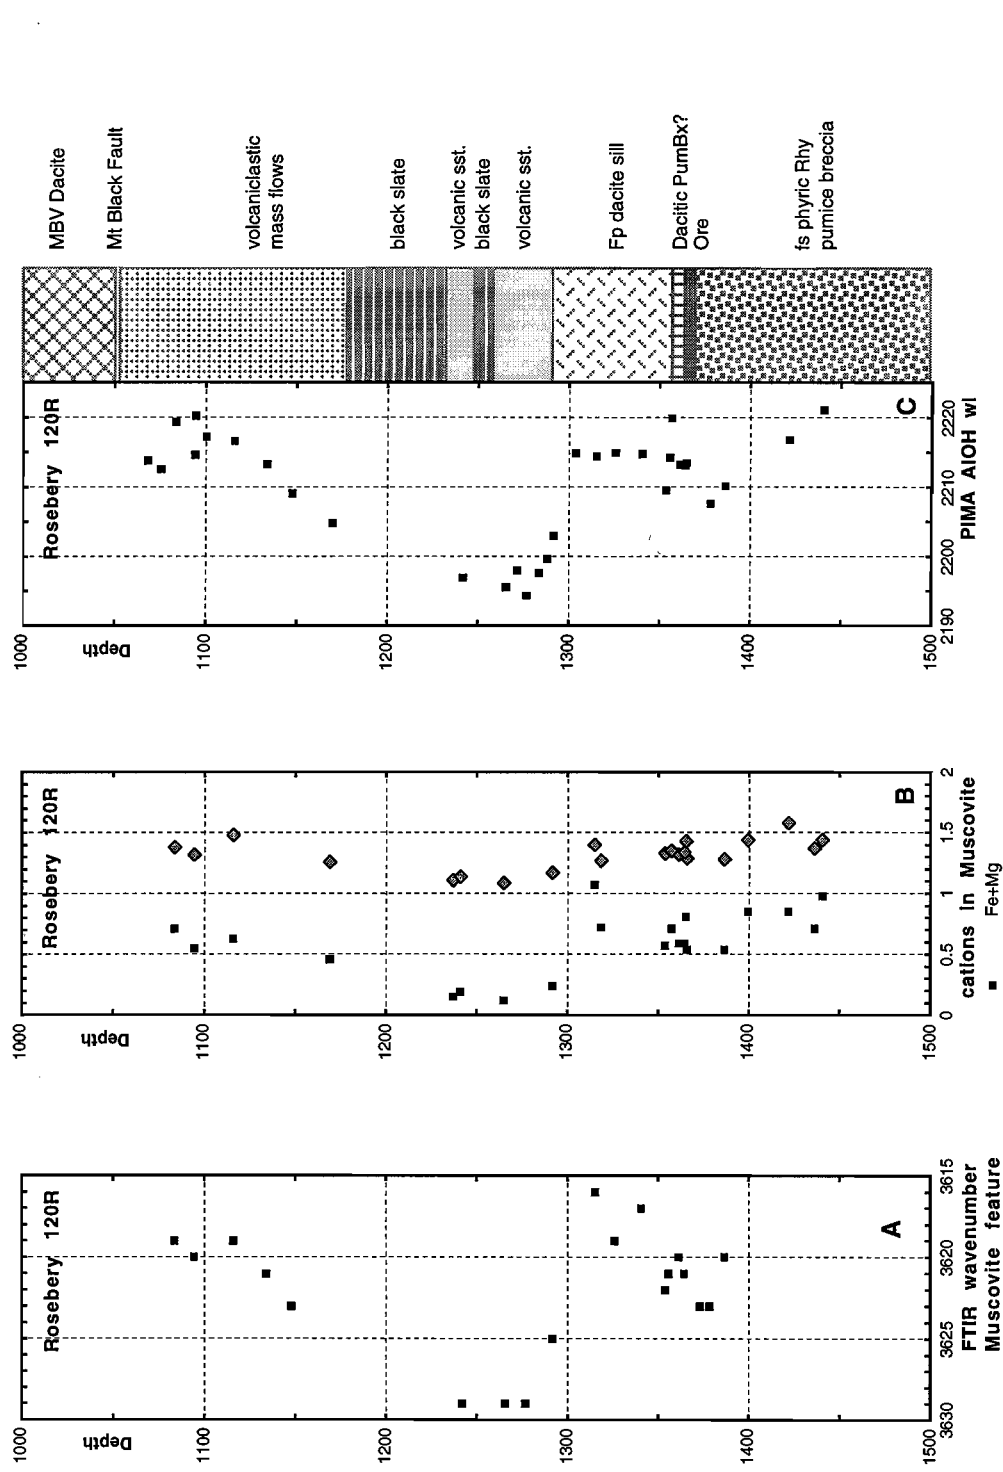 Rosebery 120R
Depth
1000
1100
1200
1300
1400
1500
3630
3625
3620
3615
FTIR wavenumber
Muscovite feature
A
Rosebery 120R
Depth
1000
1100
1200
1300
1400
1500
0
0.5
1
1.5
2
cations in Muscovite
Fe+Mg
B
Rosebery 120R
Depth
1000
1100
1200
1300
1400
1500
2190
2200
2210
2220
PIMA AlOH wl
C
MBV Dacite
Mt Black Fault
volcaniclastic
mass flows
black slate
volcanic sst.
black slate
volcanic sst.
Fp dacite sill
Dacitic PumBx?
Ore
fs phyric Rhy
pumice breccia